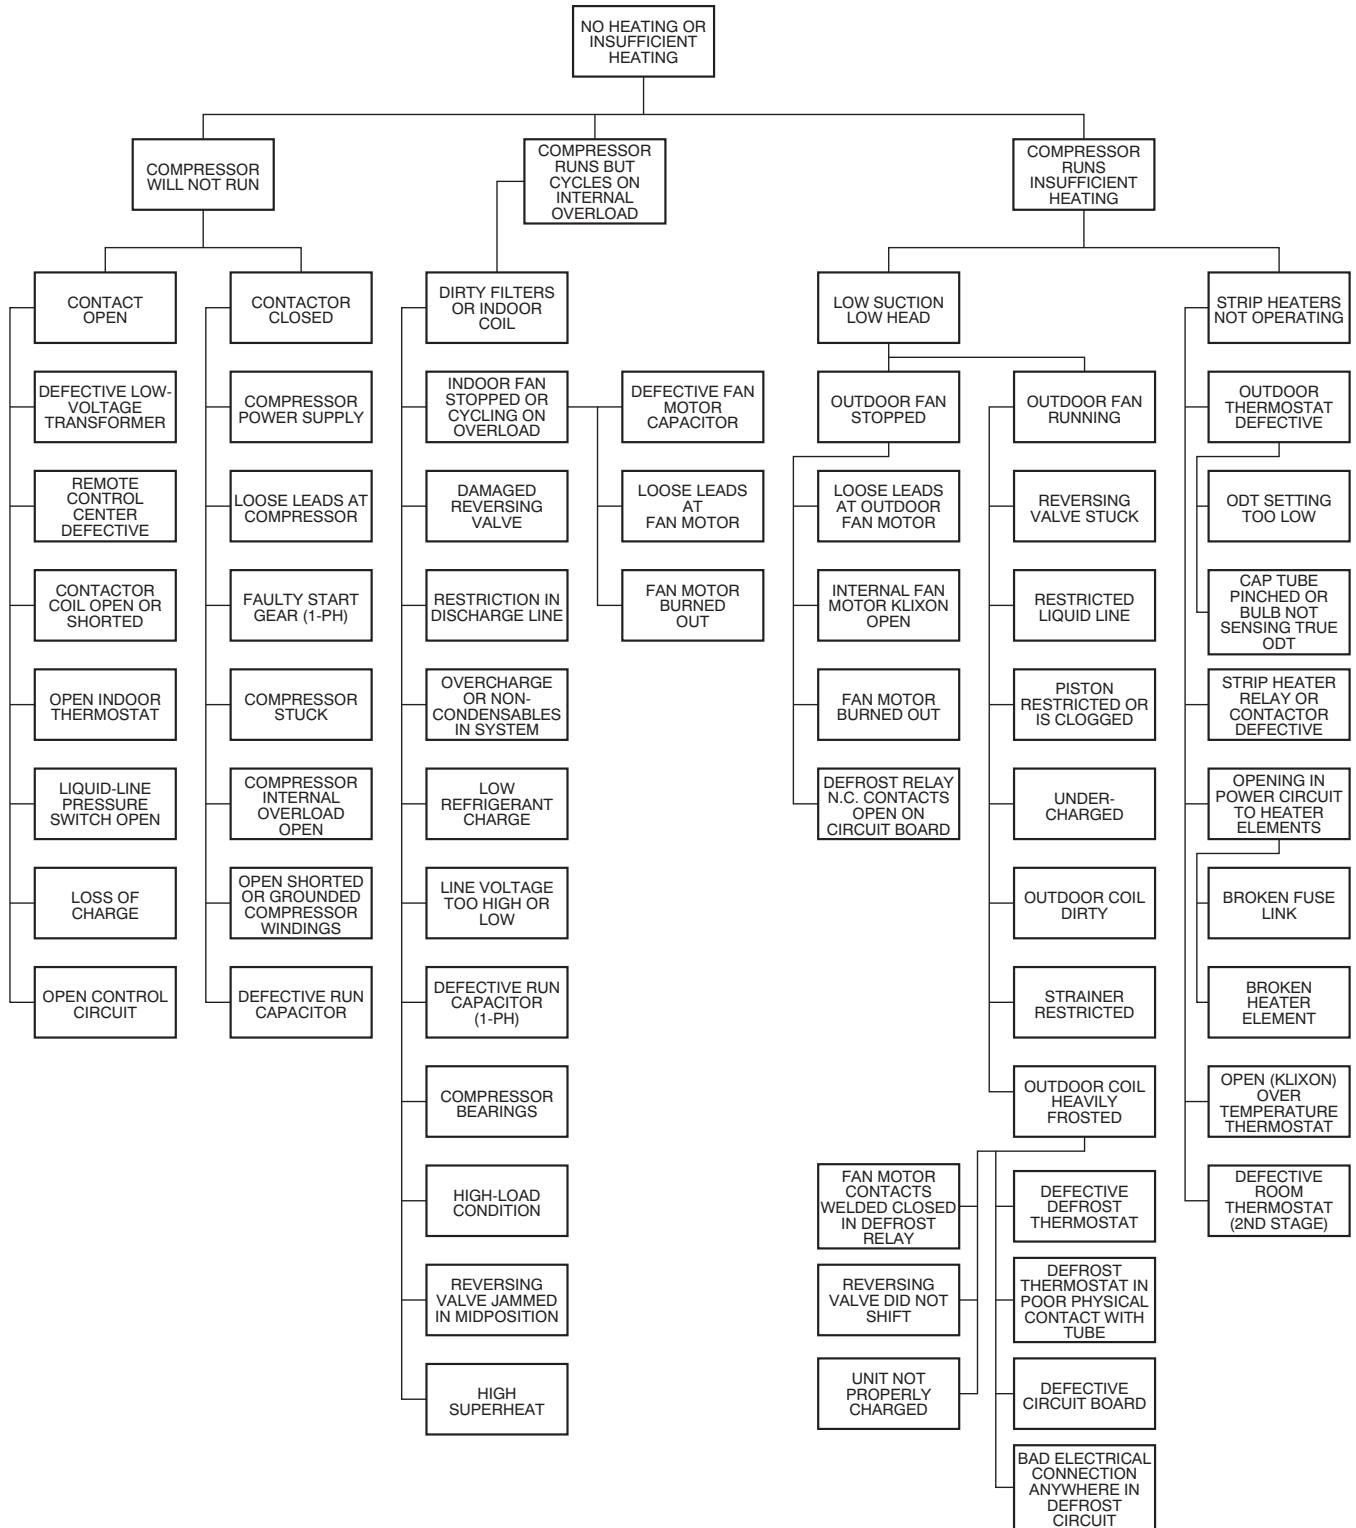 NO HEATING OR
INSUFFICIENT
HEATING
COMPRESSOR
WILL NOT RUN
COMPRESSOR
RUNS BUT
CYCLES ON
INTERNAL
OVERLOAD
COMPRESSOR
RUNS
INSUFFICIENT
HEATING
CONTACT
OPEN
DEFECTIVE LOW-
VOLTAGE
TRANSFORMER
REMOTE
CONTROL
CENTER
DEFECTIVE
CONTACTOR
COIL OPEN OR
SHORTED
OPEN INDOOR
THERMOSTAT
LIQUID-LINE
PRESSURE
SWITCH OPEN
LOSS OF
CHARGE
OPEN CONTROL
CIRCUIT
CONTACTOR
CLOSED
COMPRESSOR
POWER SUPPLY
LOOSE LEADS AT
COMPRESSOR
FAULTY START
GEAR (1-PH)
COMPRESSOR
STUCK
COMPRESSOR
INTERNAL
OVERLOAD
OPEN
OPEN SHORTED
OR GROUNDED
COMPRESSOR
WINDINGS
DEFECTIVE RUN
CAPACITOR
DIRTY FILTERS
OR INDOOR
COIL
INDOOR FAN
STOPPED OR
CYCLING ON
OVERLOAD
DAMAGED
REVERSING
VALVE
RESTRICTION IN
DISCHARGE LINE
OVERCHARGE
OR NON-
CONDENSABLES
IN SYSTEM
LOW
REFRIGERANT
CHARGE
LINE VOLTAGE
TOO HIGH OR
LOW
DEFECTIVE RUN
CAPACITOR
(1-PH)
COMPRESSOR
BEARINGS
HIGH-LOAD
CONDITION
REVERSING
VALVE JAMMED
IN MIDPOSITION
HIGH
SUPERHEAT
DEFECTIVE FAN
MOTOR
CAPACITOR
LOOSE LEADS
AT
FAN MOTOR
FAN MOTOR
BURNED
OUT
LOW SUCTION
LOW HEAD
OUTDOOR FAN
STOPPED
LOOSE LEADS
AT OUTDOOR
FAN MOTOR
INTERNAL FAN
MOTOR KLIXON
OPEN
FAN MOTOR
BURNED OUT
DEFROST RELAY
N.C. CONTACTS
OPEN ON
CIRCUIT BOARD
OUTDOOR FAN
RUNNING
REVERSING
VALVE STUCK
RESTRICTED
LIQUID LINE
PISTON
RESTRICTED OR
IS CLOGGED
UNDER-
CHARGED
OUTDOOR COIL
DIRTY
STRAINER
RESTRICTED
OUTDOOR COIL
HEAVILY
FROSTED
FAN MOTOR
CONTACTS
WELDED CLOSED
IN DEFROST
RELAY
REVERSING
VALVE DID NOT
SHIFT
UNIT NOT
PROPERLY
CHARGED
DEFECTIVE
DEFROST
THERMOSTAT
DEFROST
THERMOSTAT IN
POOR PHYSICAL
CONTACT WITH
TUBE
DEFECTIVE
CIRCUIT BOARD
BAD ELECTRICAL
CONNECTION
ANYWHERE IN
DEFROST
CIRCUIT
STRIP HEATERS
NOT OPERATING
OUTDOOR
THERMOSTAT
DEFECTIVE
ODT SETTING
TOO LOW
CAP TUBE
PINCHED OR
BULB NOT
SENSING TRUE
ODT
STRIP HEATER
RELAY OR
CONTACTOR
DEFECTIVE
OPENING IN
POWER CIRCUIT
TO HEATER
ELEMENTS
BROKEN FUSE
LINK
BROKEN
HEATER
ELEMENT
OPEN (KLIXON)
OVER
TEMPERATURE
THERMOSTAT
DEFECTIVE
ROOM
THERMOSTAT
(2ND STAGE)